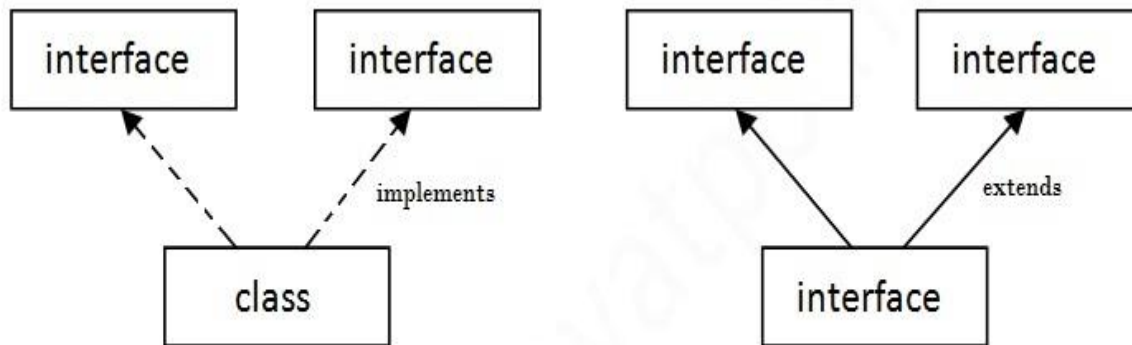 interface
interface
interface
interface
implements
extends
class
interface